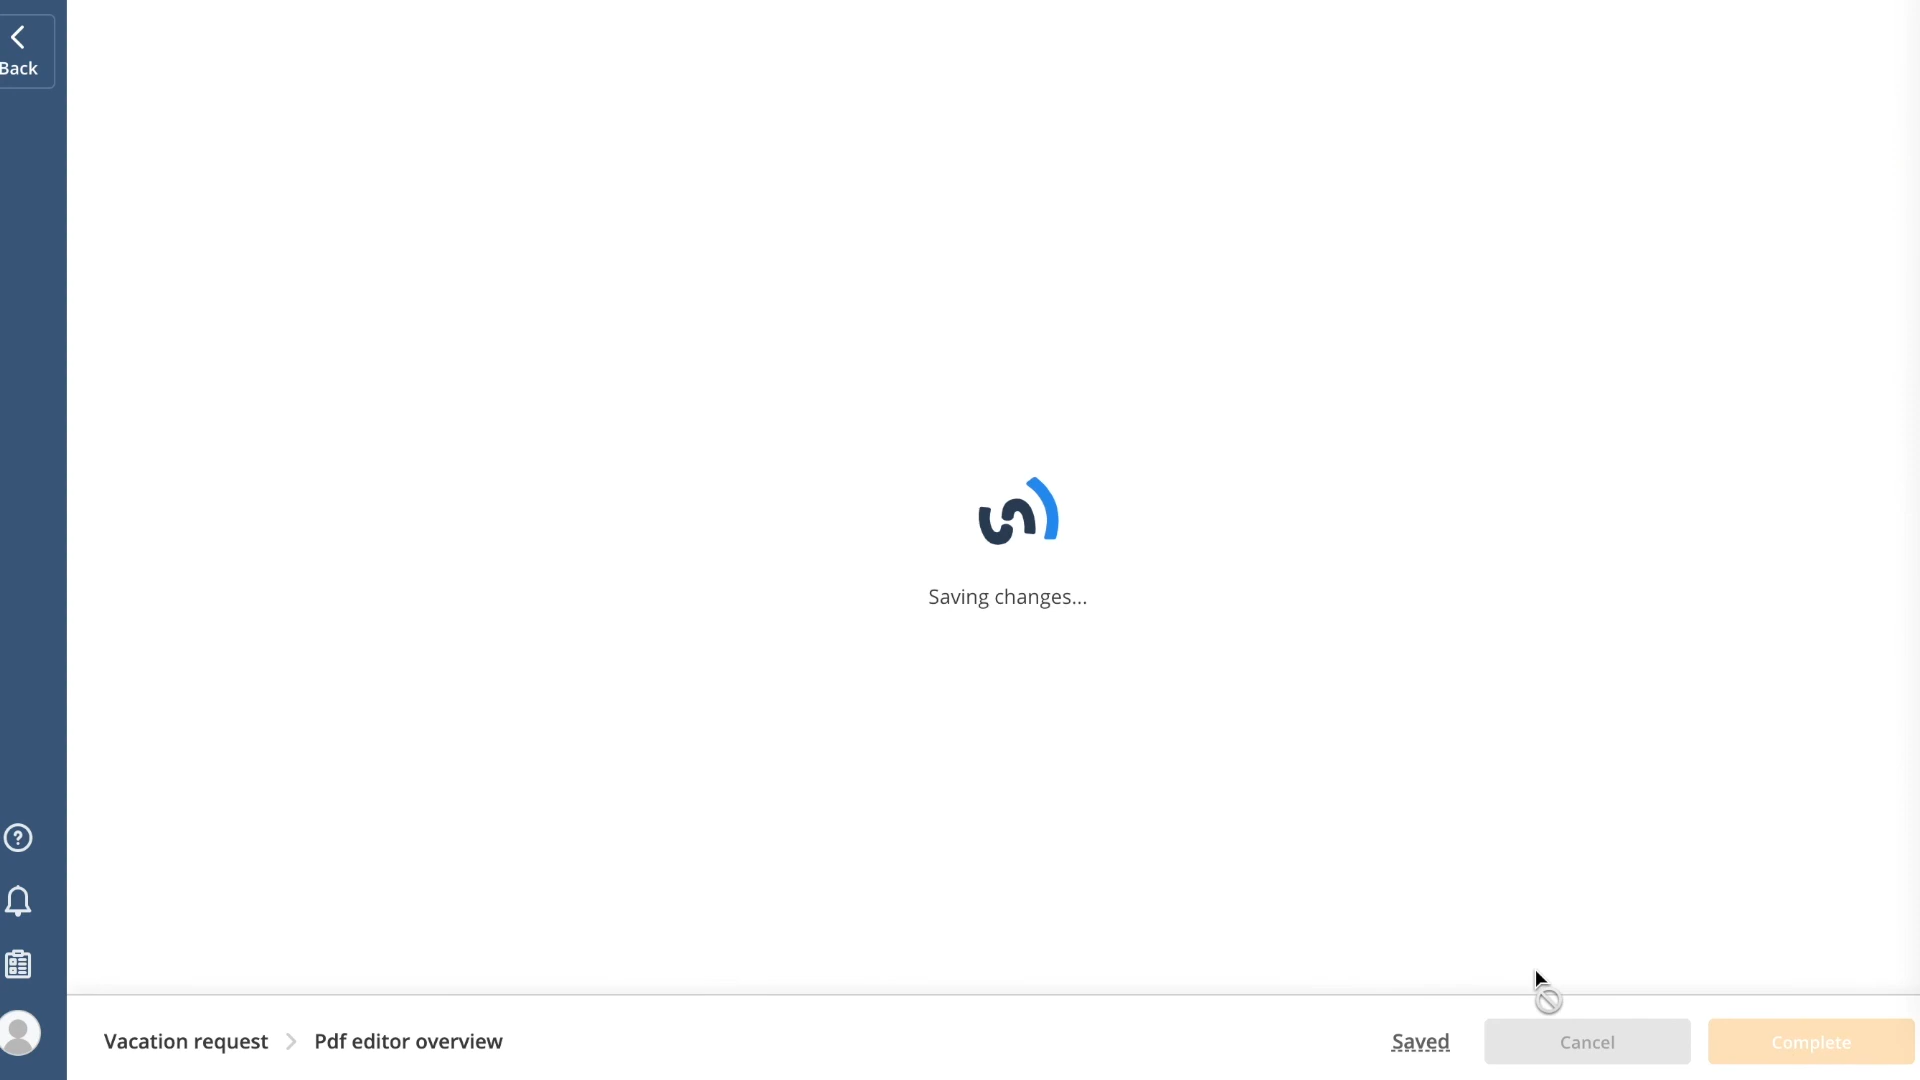 Back
Saving changes...
Vacation request > Pdf editor overview
Saved
Cancel
Complete